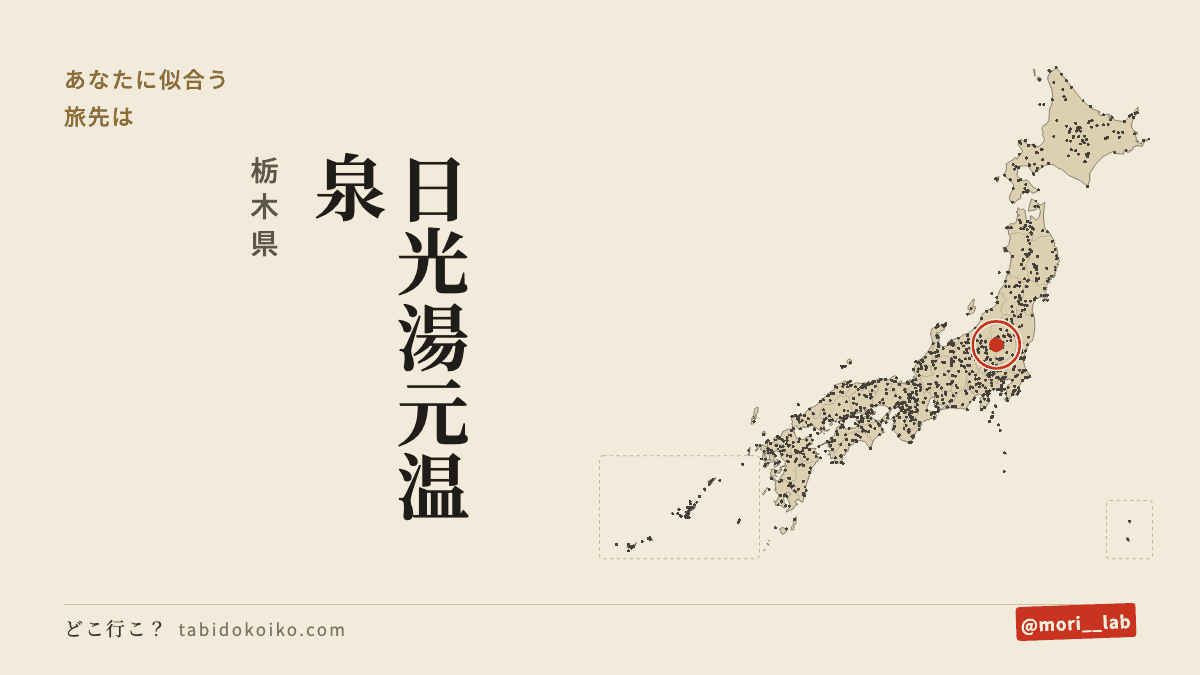 あなたに似合う
旅先は
日光湯元温
泉
栃木県
どこ行こ？ tabidokoiko.com
@mori__lab